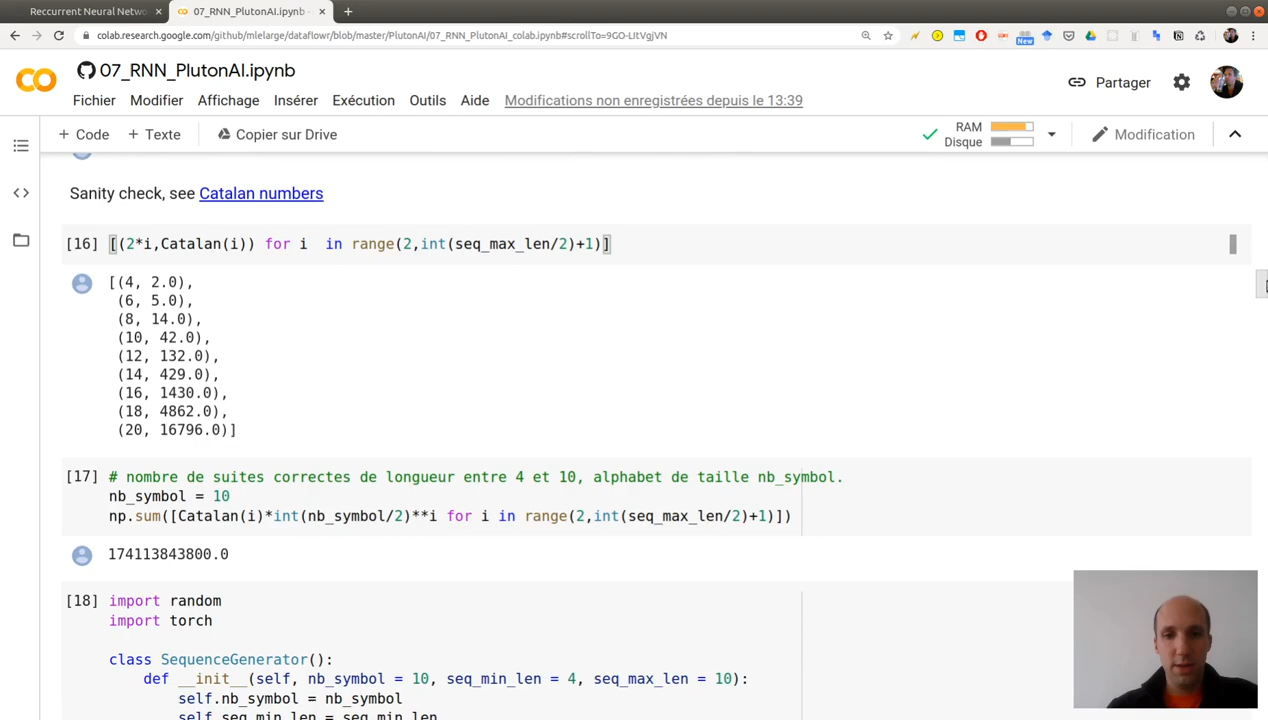 Reccurrent Neural Netwo
07_RNN_PlutonAI.ipynb
colab.research.google.com/github/mlelarge/dataflowr/blob/master/PlutonAI/07_RNN_PlutonAI_colab.ipynb#scrollTo=9GO-LItVgjVN
New
07_RNN_PlutonAI.ipynb
Partager
Fichier Modifier Affichage Insérer Exécution Outils Aide Modifications non enregistrées depuis le 13:39
+ Code + Texte Copier sur Drive
RAM
Disque
Modification
Sanity check, see Catalan numbers
[16] [(2*i,Catalan(i)) for i  in range(2,int(seq_max_len/2)+1)]
[(4, 2.0),
(6, 5.0),
(8, 14.0),
(10, 42.0),
(12, 132.0),
(14, 429.0),
(16, 1430.0),
(18, 4862.0),
(20, 16796.0)]
[17] # nombre de suites correctes de longueur entre 4 et 10, alphabet de taille nb_symbol.
nb_symbol = 10
np.sum([Catalan(i)*int(nb_symbol/2)**i for i in range(2,int(seq_max_len/2)+1)])
174113843800.0
[18] import random
import torch
class SequenceGenerator():
def __init__(self, nb_symbol = 10, seq_min_len = 4, seq_max_len = 10):
self.nb_symbol = nb_symbol
self.seq_min_len = seq_min_len